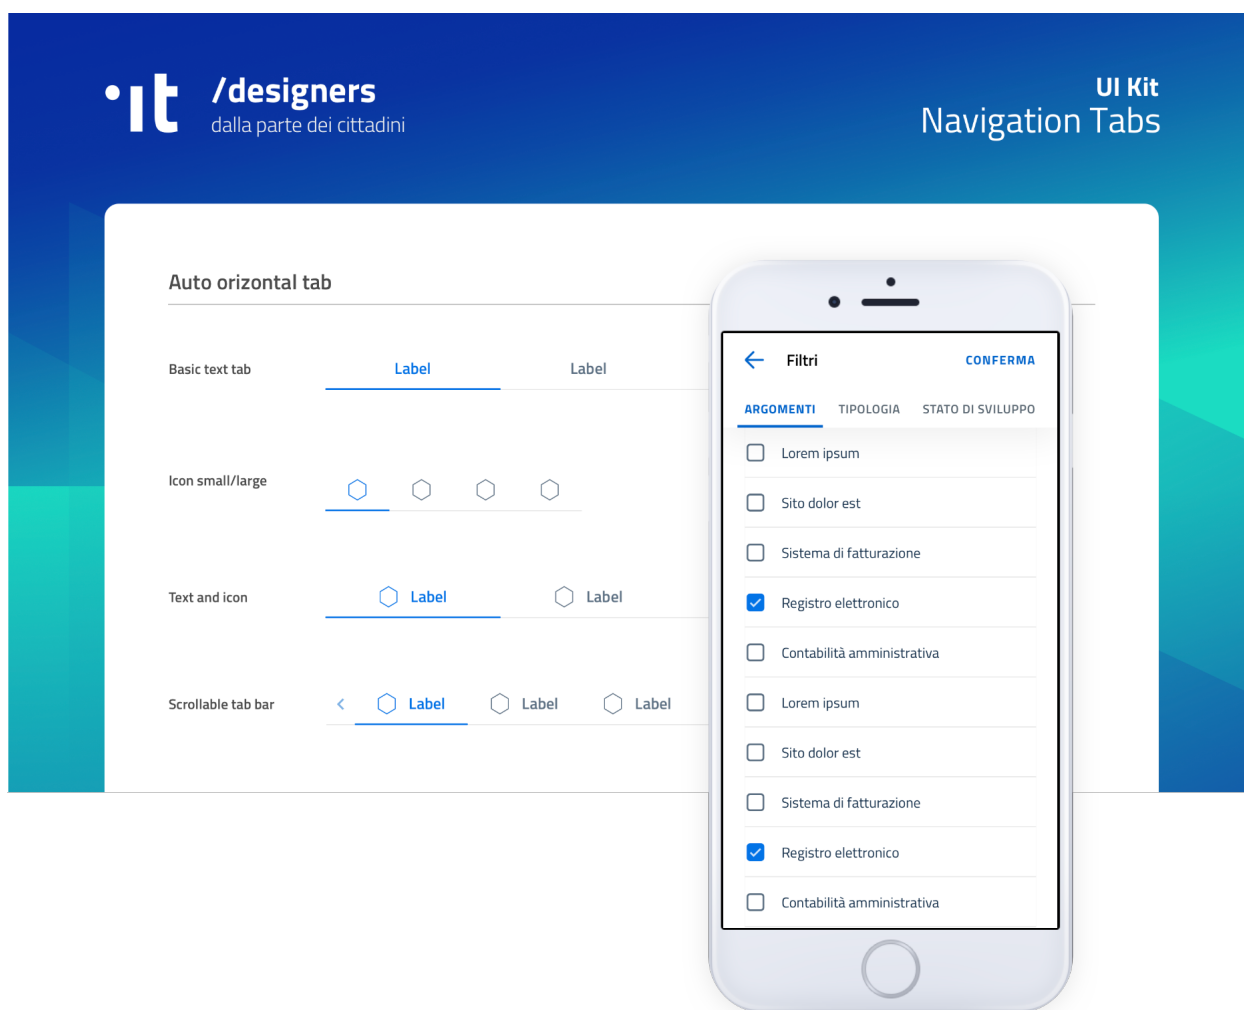 ·ıt
/designers
dalla parte dei cittadini
UI Kit
Navigation Tabs
Auto orizontal tab
Basic text tab
Label
Label
Icon small/large
Text and icon
Label
Label
Scrollable tab bar
Label
Label
Label
Filtri
CONFERMA
ARGOMENTI
TIPOLOGIA
STATO DI SVILUPPO
Lorem ipsum
Sito dolor est
Sistema di fatturazione
Registro elettronico
Contabilità amministrativa
Lorem ipsum
Sito dolor est
Sistema di fatturazione
Registro elettronico
Contabilità amministrativa